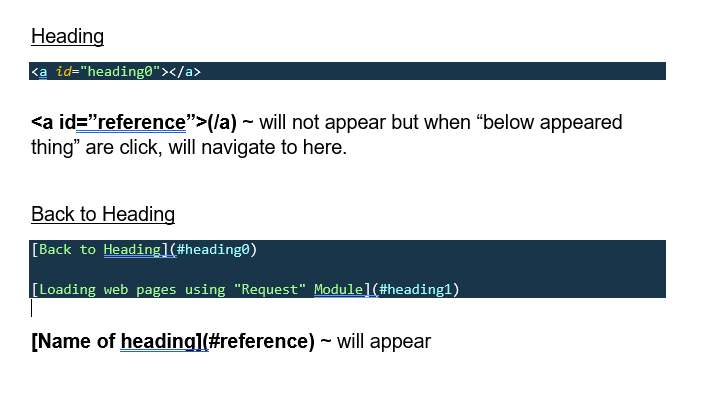 Heading
<a id="heading0"></a>
<a id=”reference”>(/a) ~ will not appear but when “below appeared
thing” are click, will navigate to here.
Back to Heading
[Back to Heading](#heading0)
[Loading web pages using "Request" Module](#heading1)
[Name of heading](#reference) ~ will appear